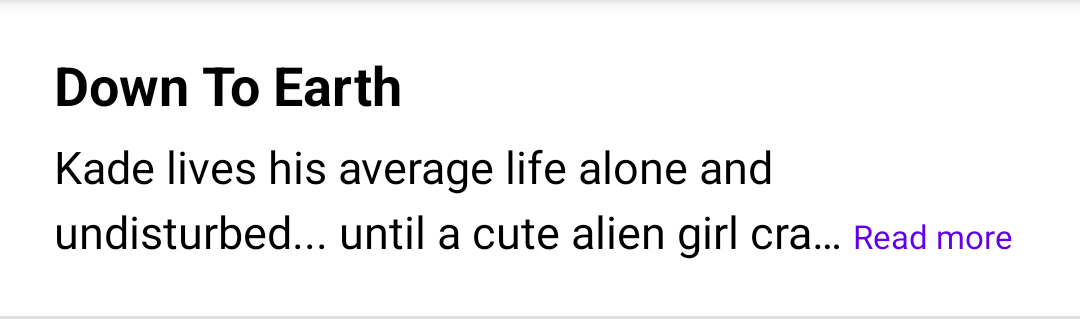 Down To Earth
Kade lives his average life alone and
undisturbed... until a cute alien girl cra... Read more